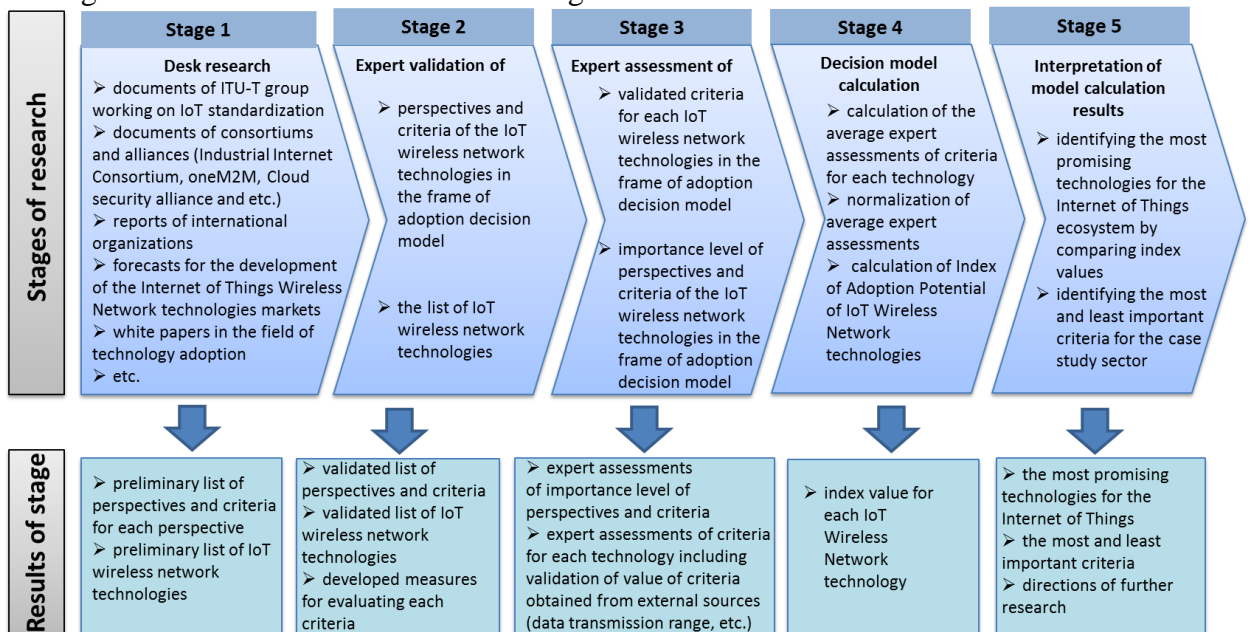 Stages of research
Stage 1
Desk research
➢ documents of ITU-T group
working on IoT standardization
➢ documents of consortiums
and alliances (Industrial Internet
Consortium, oneM2M, Cloud
security alliance and etc.)
➢ reports of international
organizations
➢ forecasts for the development
of the Internet of Things Wireless
Network technologies markets
➢ white papers in the field of
technology adoption
➢ etc.
Stage 2
Expert validation of
➢ perspectives and
criteria of the IoT
wireless network
technologies in
the frame of
adoption decision
model
➢ the list of IoT
wireless network
technologies
Stage 3
Expert assessment of
➢ validated criteria
for each IoT
wireless network
technologies in the
frame of adoption
decision model
➢ importance level of
perspectives and
criteria of the IoT
wireless network
technologies in the
frame of adoption
decision model
Stage 4
Decision model
calculation
➢ calculation of the
average expert
assessments of criteria
for each technology
➢ normalization of
average expert
assessments
➢ calculation of Index
of Adoption Potential
of IoT Wireless
Network
technologies
Stage 5
Interpretation of
model calculation
results
➢ identifying the most
promising
technologies for the
Internet of Things
ecosystem by
comparing index
values
➢ identifying the most
and least important
criteria for the case
study sector
Results of stage
➢ preliminary list of
perspectives and criteria
for each perspective
➢ preliminary list of IoT
wireless network
technologies
➢ validated list of
perspectives and criteria
➢ validated list of IoT
wireless network
technologies
➢ developed measures
for evaluating each
criteria
➢ expert assessments
of importance level of
perspectives and criteria
➢ expert assessments of criteria
for each technology including
validation of value of criteria
obtained from external sources
(data transmission range, etc.)
➢ index value for
each IoT
Wireless
Network
technology
➢ the most promising
technologies for the
Internet of Things
➢ the most and least
important criteria
➢ directions of further
research